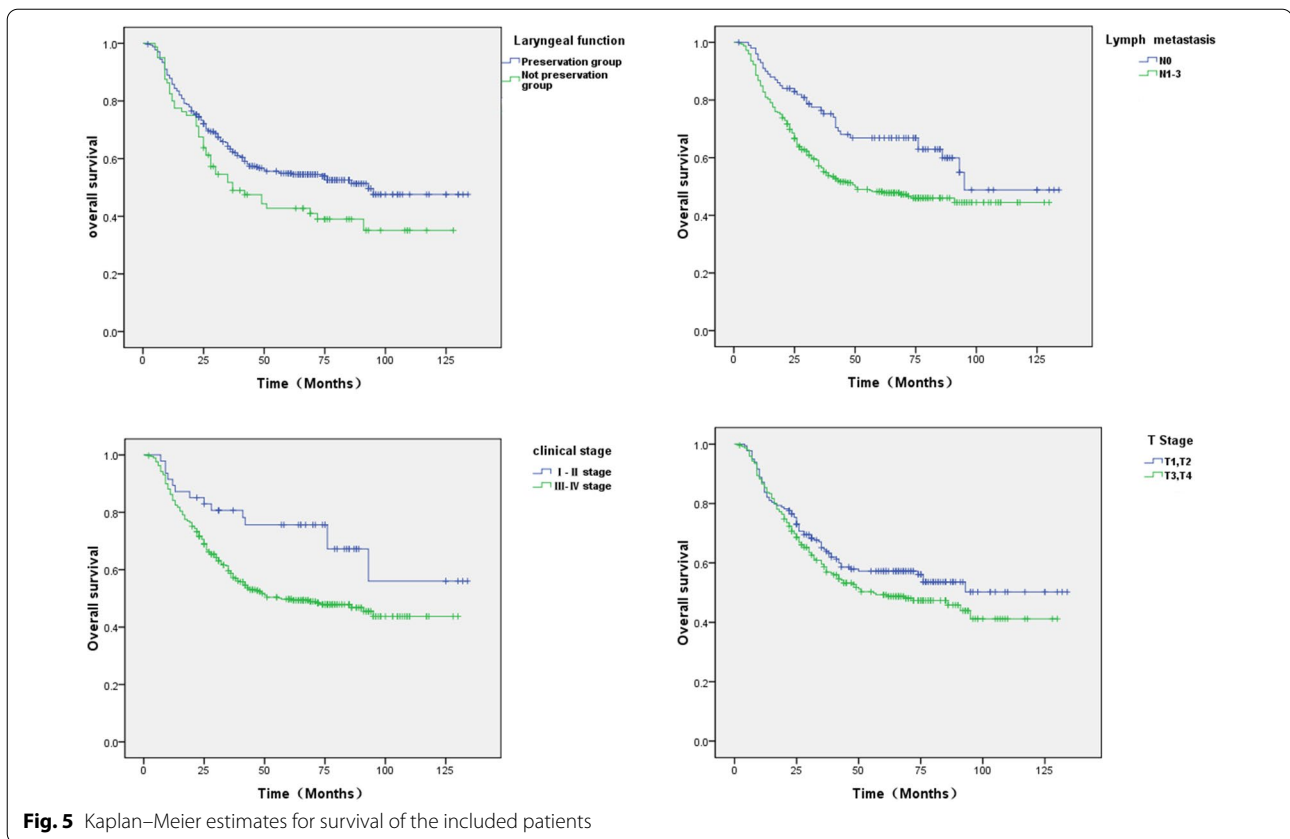 Laryngeal function
Preservation group
Not preservation
group
1.0
0.8
0.6
0.4
0.2
0.0
overall survival
0
25
50
75
100
125
Time（Months）
Lymph metastasis
N0
N1-3
1.0
0.8
0.6
0.4
0.2
0.0
Overall survival
0
25
50
75
100
125
Time（Months）
clinical stage
I - II stage
III-IV stage
1.0
0.8
0.6
0.4
0.2
0.0
Overall survival
0
25
50
75
100
125
Time（Months）
T Stage
T1,T2
T3,T4
1.0
0.8
0.6
0.4
0.2
0.0
Overall survival
0
25
50
75
100
125
Time（Months）
Fig. 5 Kaplan–Meier estimates for survival of the included patients